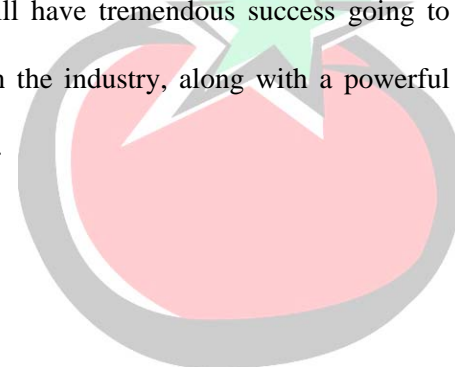 ll have tremendous success going to
n the industry, along with a powerful
.